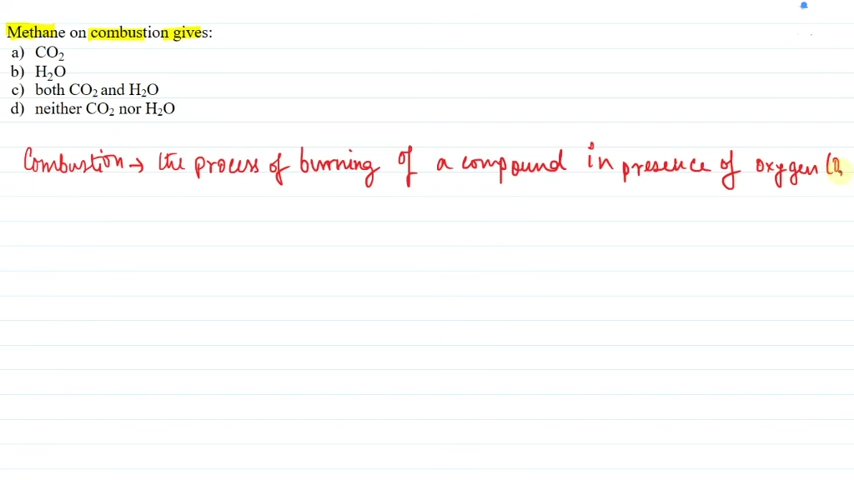 Methane on combustion gives:
a) CO₂
b) H₂O
c) both CO₂ and H₂O
d) neither CO₂ nor H₂O
Combustion → the process of burning of a compound in presence of oxygen